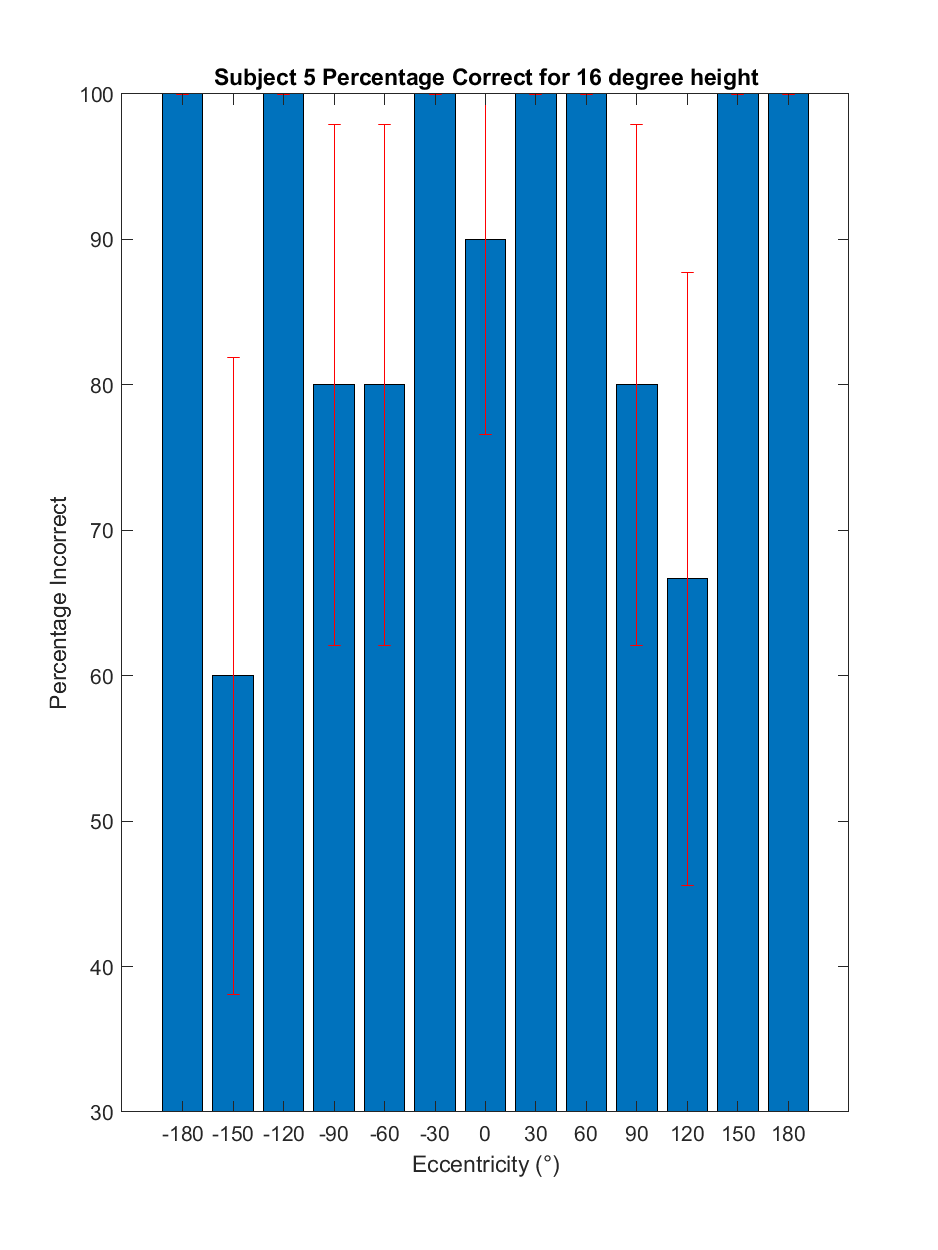 Subject 5 Percentage Correct for 16 degree height
100
90
80
70
60
50
40
30
Percentage Incorrect
-180 -150 -120 -90 -60 -30 0 30 60 90 120 150 180
Eccentricity (°)